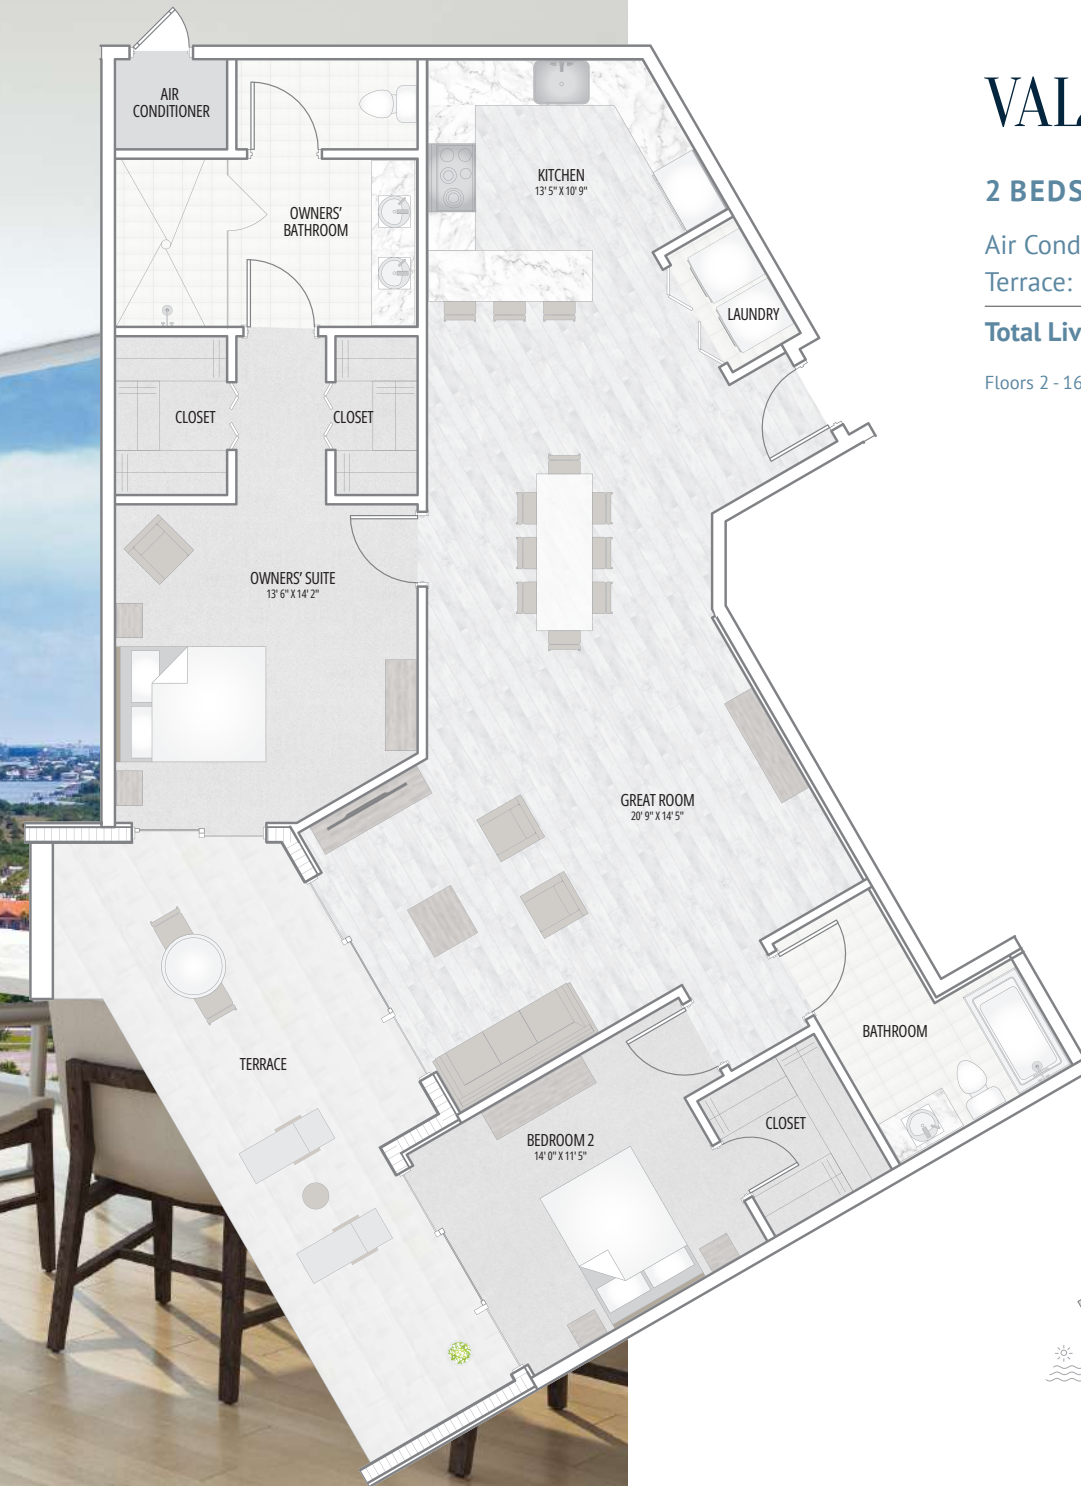 AIR
CONDITIONER
OWNERS'
BATHROOM
KITCHEN
13' 5" X 10' 9"
LAUNDRY
CLOSET
CLOSET
OWNERS' SUITE
13' 6" X 14' 2"
GREAT ROOM
20' 9" X 14' 5"
TERRACE
BATHROOM
CLOSET
BEDROOM 2
14' 0" X 11' 5"
2 BEDS
Air Cond
Terrace:
Total Liv
Floors 2 - 16